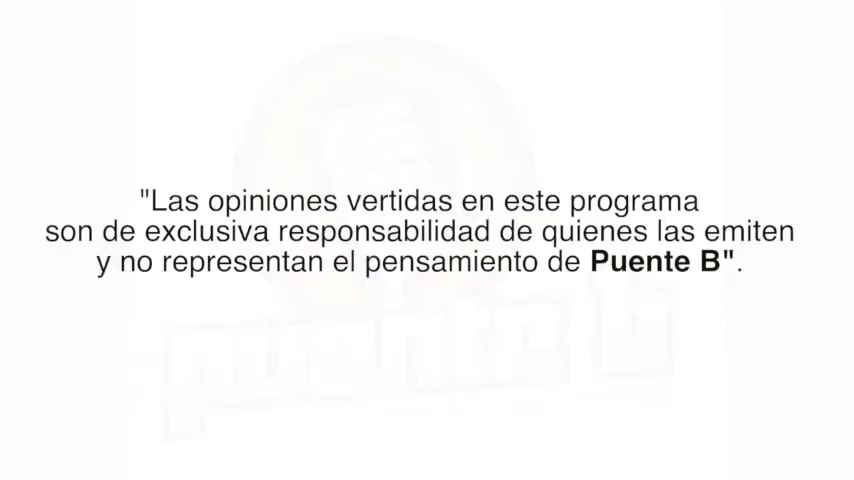 "Las opiniones vertidas en este programa
son de exclusiva responsabilidad de quienes las emiten
y no representan el pensamiento de Puente B".
puente b